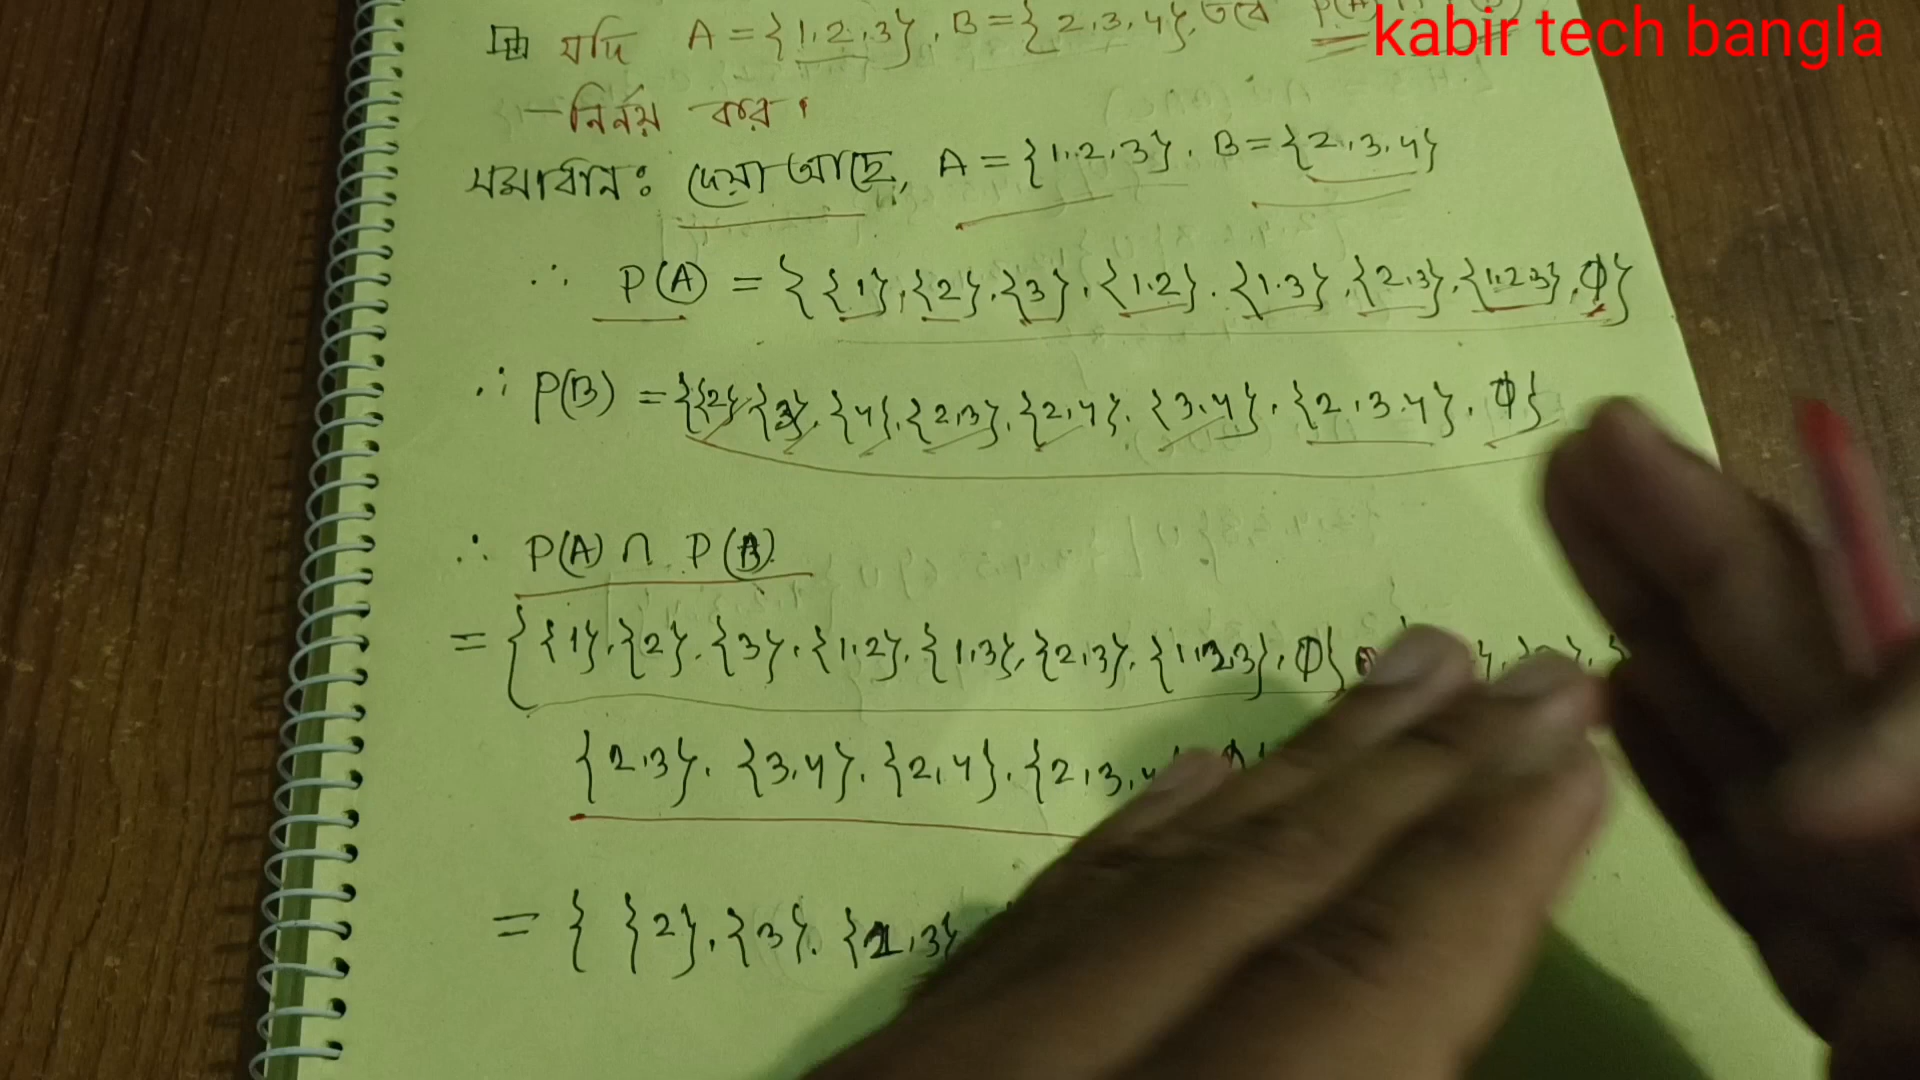 যদি A = {1,2,3}, B = {2,3,4}, তবে
kabir tech bangla
নির্নয় কর।
সমাধান: দেয়া আছে, A = {1,2,3}, B = {2,3,4}
∴ P(A) = {{1},{2},{3},{1,2},{1,3},{2,3},{1,2,3},Φ}
∴ P(B) = {{2},{3},{4},{2,3},{2,4},{3,4},{2,3,4},Φ}
∴ P(A) ∩ P(B)
= {{1},{2},{3},{1,2},{1,3},{2,3},{1,2,3},Φ}
{2,3},{3,4},{2,4},{2,3,4
= {{2},{3},{2,3}